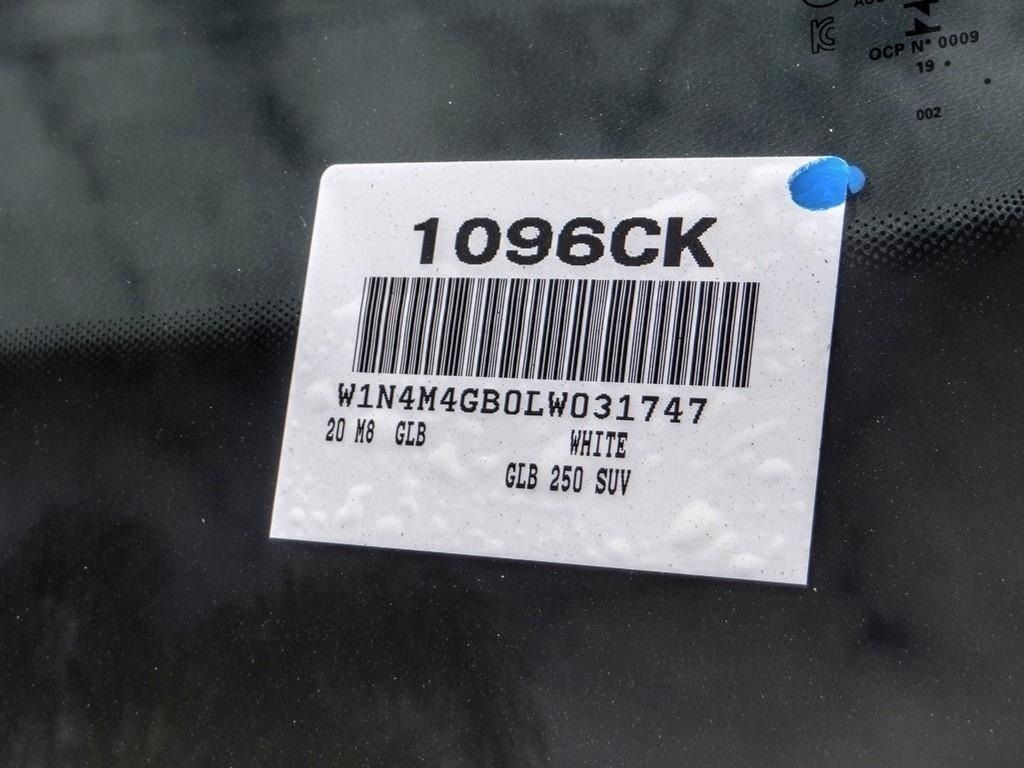 OCP N° 0009
19
002
1096CK
W1N4M4GB0LW031747
20 M8 GLB WHITE
GLB 250 SUV